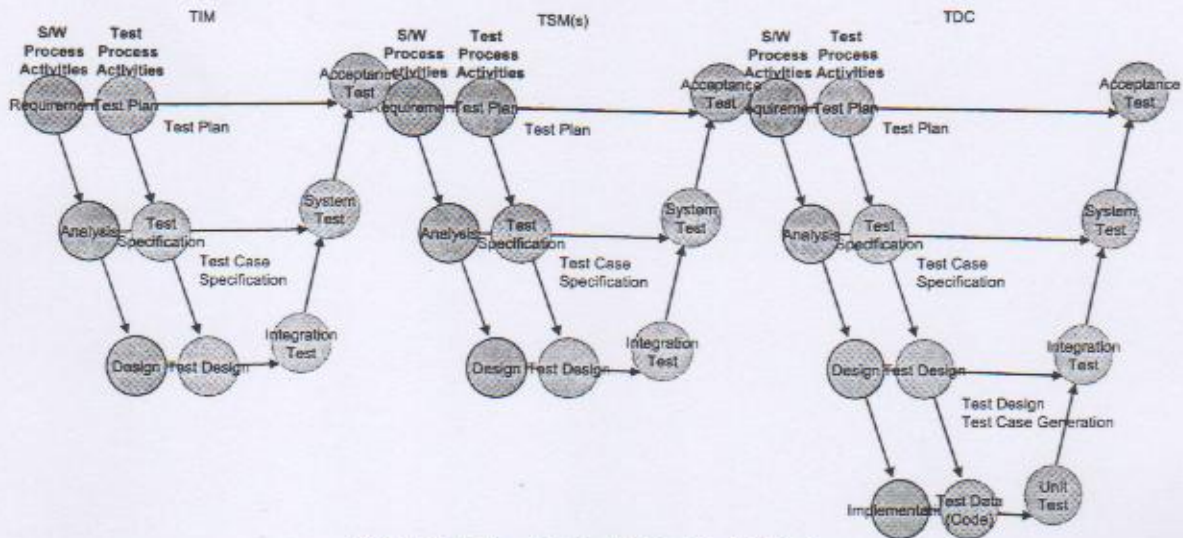 TIM
S/W
Process
Activities
Test
Process
Activities
Requirement
Test Plan
Test Plan
Acceptance
Test
Analysis
Test
Specification
Test Case
Specification
System
Test
Design
Test Design
Integration
Test
TSM(s)
S/W
Process
Activities
Test
Process
Activities
Requirement
Test Plan
Test Plan
Acceptance
Test
Analysis
Test
Specification
Test Case
Specification
System
Test
Design
Test Design
Integration
Test
TDC
S/W
Process
Activities
Test
Process
Activities
equirement
Test Plan
Test Plan
Acceptance
Test
Analysis
Test
Specification
Test Case
Specification
System
Test
Design
Test Design
Test Design
Test Case Generation
Integration
Test
Implementati
Test Data
(Code)
Unit
Test